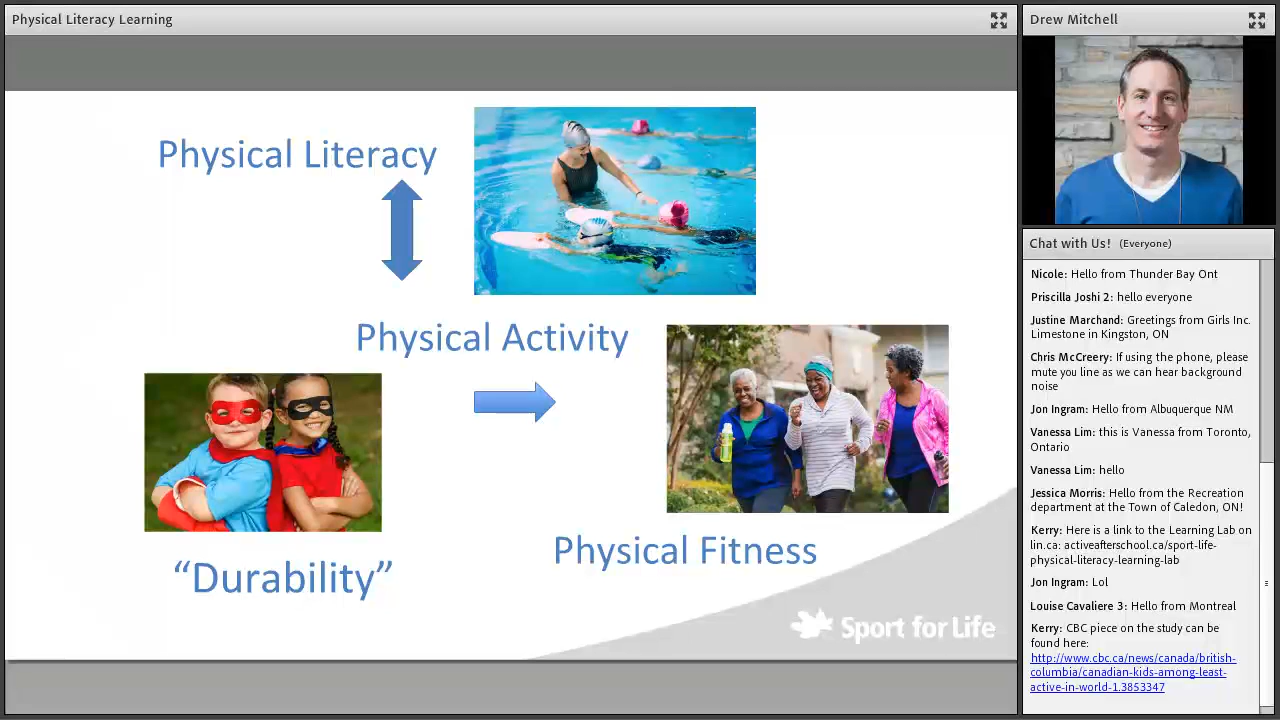 Physical Literacy Learning
Physical Literacy
Physical Activity
“Durability”
Physical Fitness
Sport for Life
Drew Mitchell
Chat with Us! (Everyone)
Nicole: Hello from Thunder Bay Ont
Priscilla Joshi 2: hello everyone
Justine Marchand: Greetings from Girls Inc.
Limestone in Kingston, ON
Chris McCreery: If using the phone, please
mute you line as we can hear background
noise
Jon Ingram: Hello from Albuquerque NM
Vanessa Lim: this is Vanessa from Toronto,
Ontario
Vanessa Lim: hello
Jessica Morris: Hello from the Recreation
department at the Town of Caledon, ON!
Kerry: Here is a link to the Learning Lab on
lin.ca: activeafterschool.ca/sport-life-
physical-literacy-learning-lab
Jon Ingram: Lol
Louise Cavaliere 3: Hello from Montreal
Kerry: CBC piece on the study can be
found here:
http://www.cbc.ca/news/canada/british-
columbia/canadian-kids-among-least-
active-in-world-1.3853347